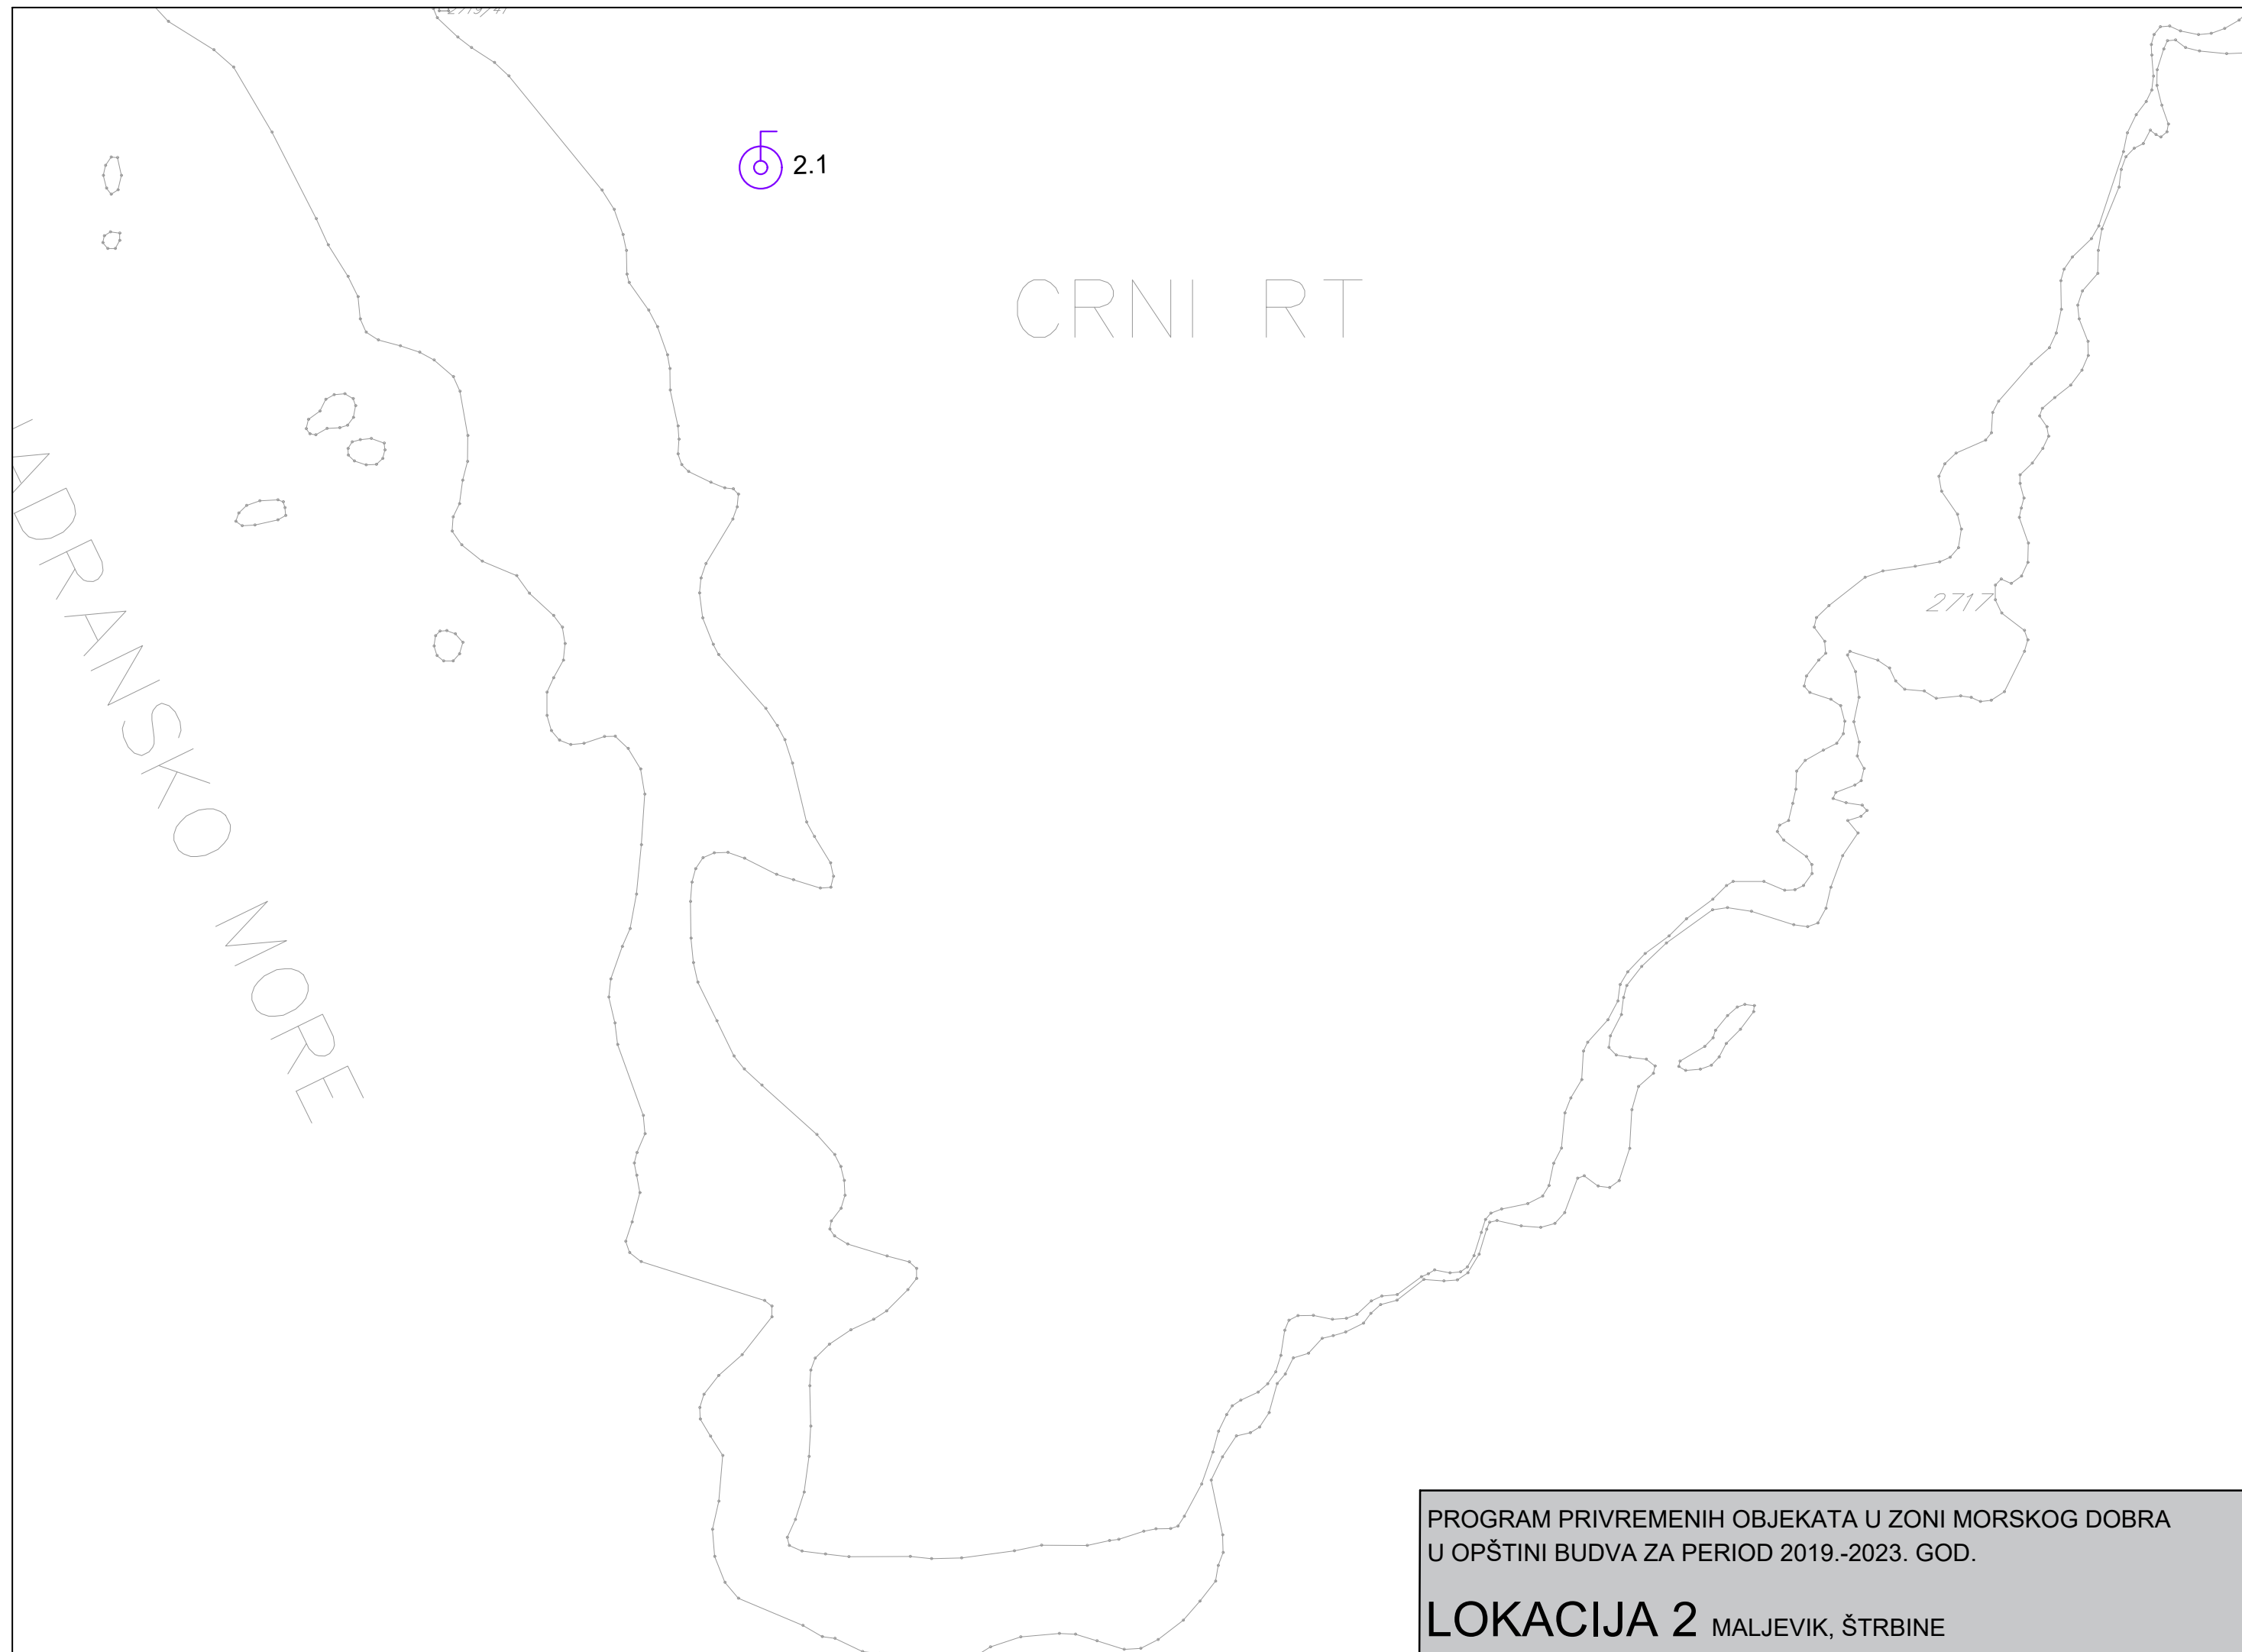 2.1
CRNI RT
JADRANSKO MORE
2717
PROGRAM PRIVREMENIH OBJEKATA U ZONI MORSKOG DOBRA
U OPŠTINI BUDVA ZA PERIOD 2019.-2023. GOD.
LOKACIJA 2 MALJEVIK, ŠTRBINE